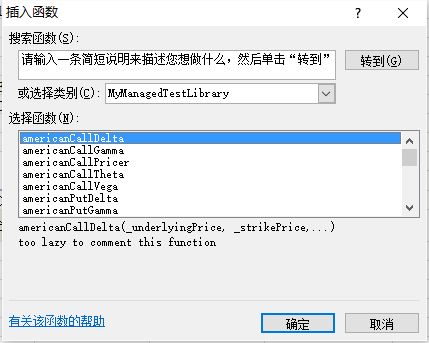 插入函数
搜索函数(S):
请输入一条简短说明来描述您想做什么，然后单击“转到”
转到(G)
或选择类别(C): MyManagedTestLibrary
选择函数(N):
americanCallDelta
americanCallGamma
americanCallPricer
americanCallTheta
americanCallVega
americanPutDelta
americanPutGamma
americanCallDelta(_underlyingPrice, _strikePrice,...)
too lazy to comment this function
有关该函数的帮助
确定
取消